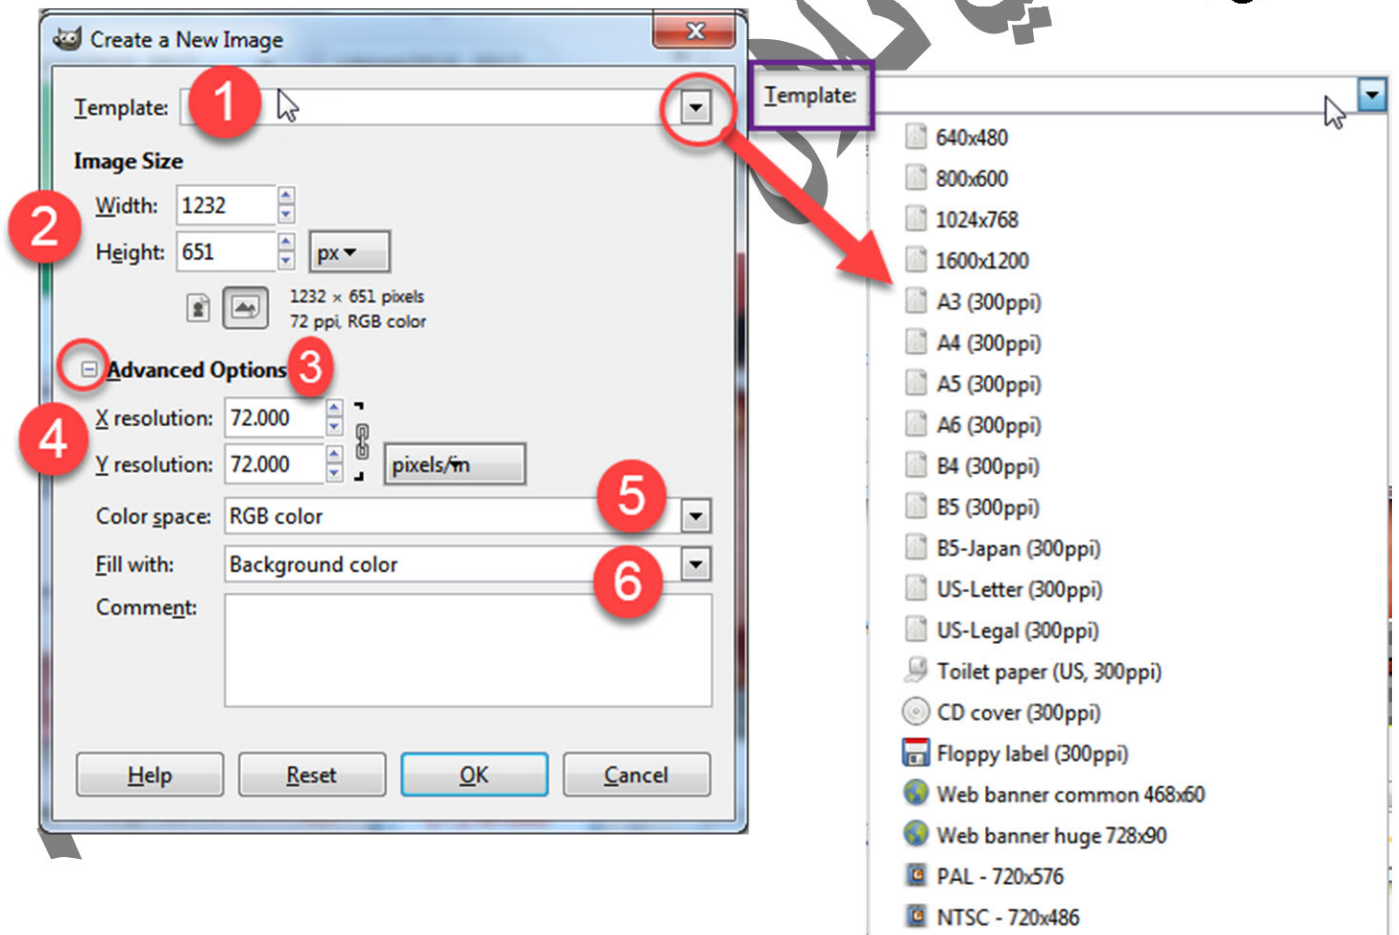 Create a New Image
Template:
1
Image Size
Width: 1232
2
Height: 651 px
1232 × 651 pixels
72 ppi, RGB color
Advanced Options
3
X resolution: 72.000
4
Y resolution: 72.000 pixels/in
Color space: RGB color
5
Fill with: Background color
6
Comment:
Help Reset OK Cancel
Template:
640x480
800x600
1024x768
1600x1200
A3 (300ppi)
A4 (300ppi)
A5 (300ppi)
A6 (300ppi)
B4 (300ppi)
B5 (300ppi)
B5-Japan (300ppi)
US-Letter (300ppi)
US-Legal (300ppi)
Toilet paper (US, 300ppi)
CD cover (300ppi)
Floppy label (300ppi)
Web banner common 468x60
Web banner huge 728x90
PAL - 720x576
NTSC - 720x486